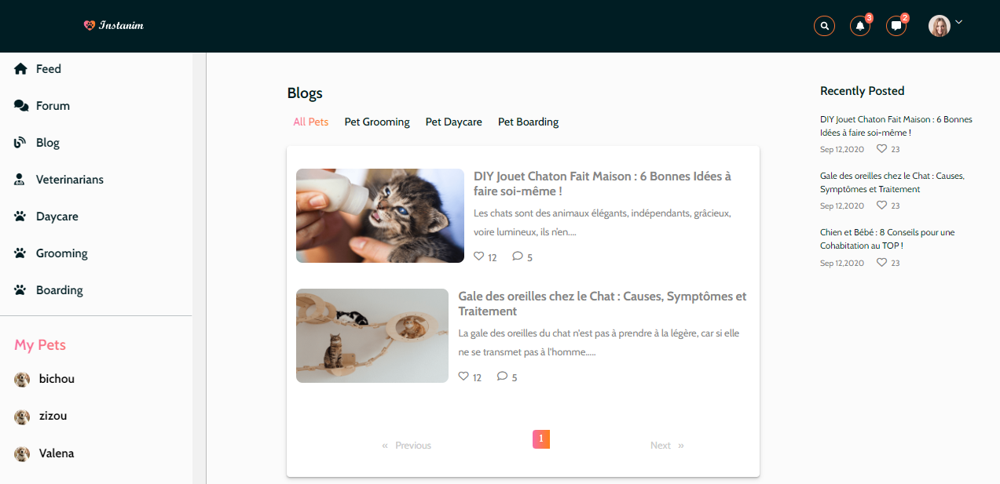 Instanim
3
2
Feed
Forum
Blog
Veterinarians
Daycare
Grooming
Boarding
My Pets
bichou
zizou
Valena
Blogs
All Pets Pet Grooming Pet Daycare Pet Boarding
DIY Jouet Chaton Fait Maison : 6 Bonnes Idées à
faire soi-même !
Les chats sont des animaux élégants, indépendants, grâcieux,
voire lumineux, ils n'en....
12 5
Gale des oreilles chez le Chat : Causes, Symptômes et
Traitement
La gale des oreilles du chat n'est pas à prendre à la légère, car si elle
ne se transmet pas à l'homme.....
12 5
« Previous 1 Next »
Recently Posted
DIY Jouet Chaton Fait Maison : 6 Bonnes
Idées à faire soi-même !
Sep 12,2020 23
Gale des oreilles chez le Chat : Causes,
Symptômes et Traitement
Sep 12,2020 23
Chien et Bébé : 8 Conseils pour une
Cohabitation au TOP !
Sep 12,2020 23